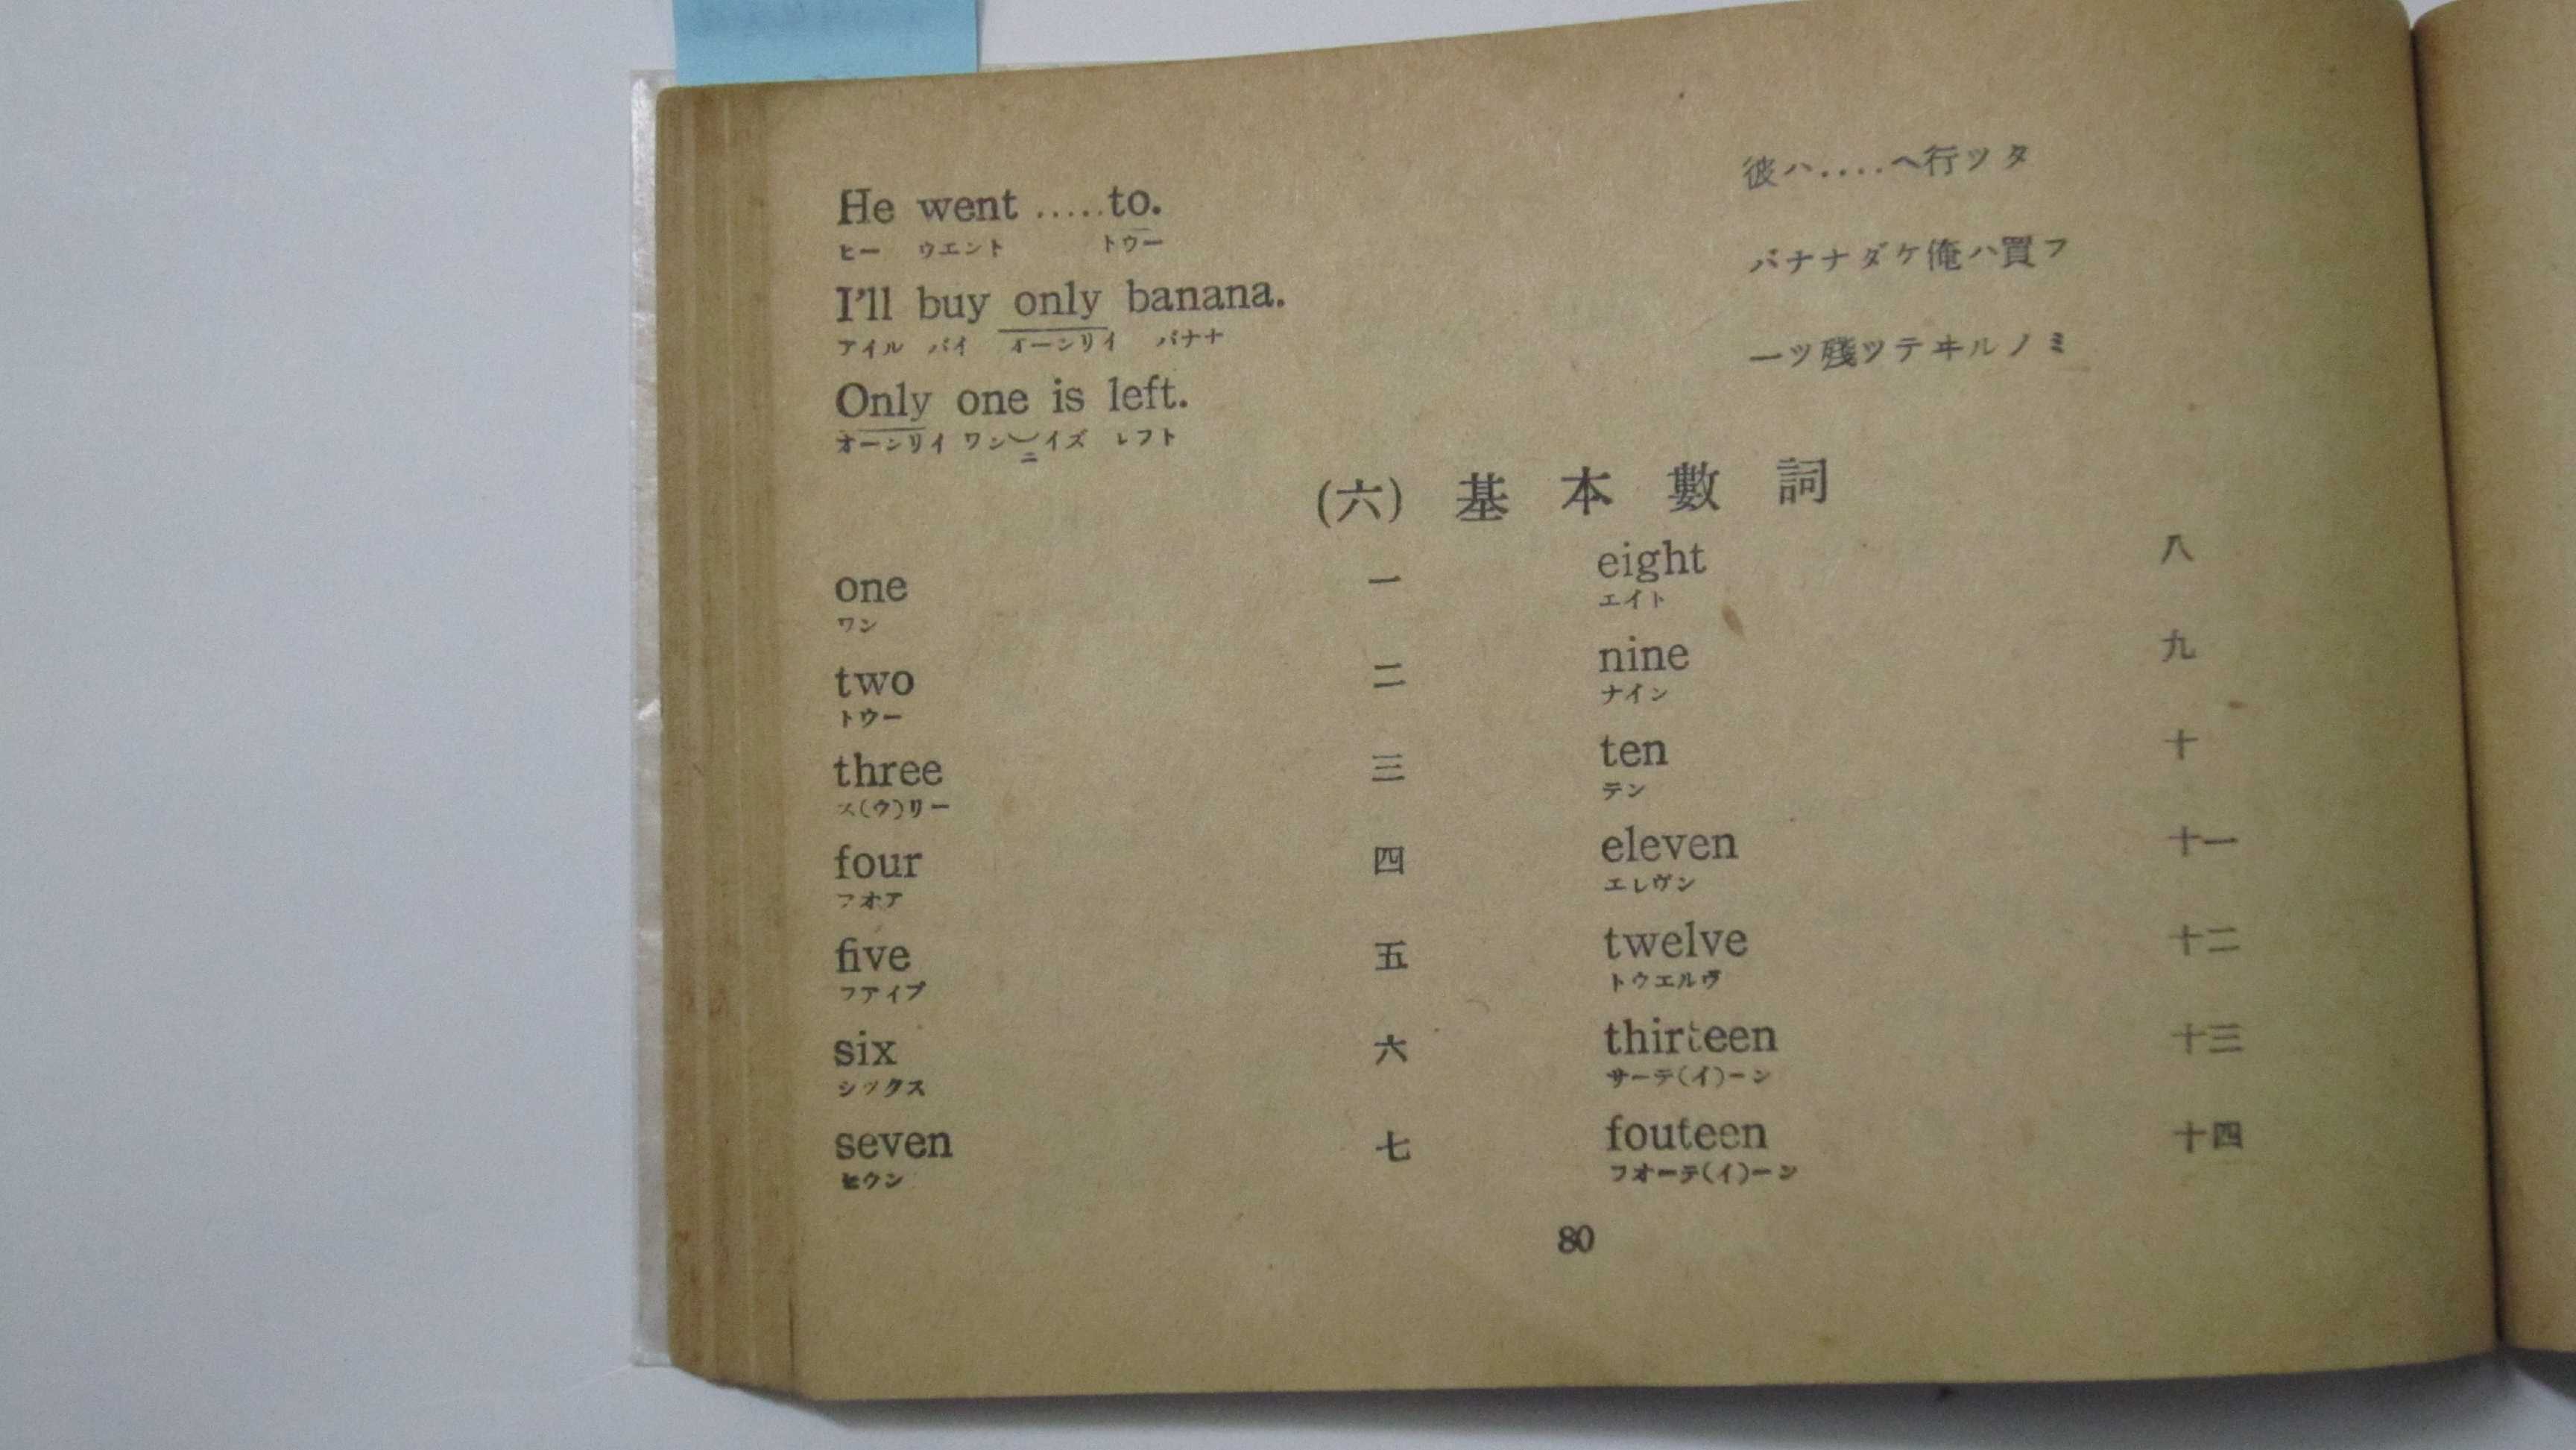 He went .....to.
ヒー ウエント トウー
彼ハ....ヘ行ツタ
I'll buy only banana.
アイル バイ オーンリイ バナナ
バナナダケ俺ハ買フ
Only one is left.
オーンリイ ワン イズ レフト
ニ
一ツ殘ツテヰルノミ
(六) 基本數詞
one 一
ワン
two 二
トウー
three 三
ス(ウ)リー
four 四
フオア
five 五
フアイブ
six 六
シックス
seven 七
セウン
eight 八
エイト
nine 九
ナイン
ten 十
テン
eleven 十一
エレヴン
twelve 十二
トウエルヴ
thirteen 十三
サーテ(イ)ーン
fouteen 十四
フオーテ(イ)ーン
80